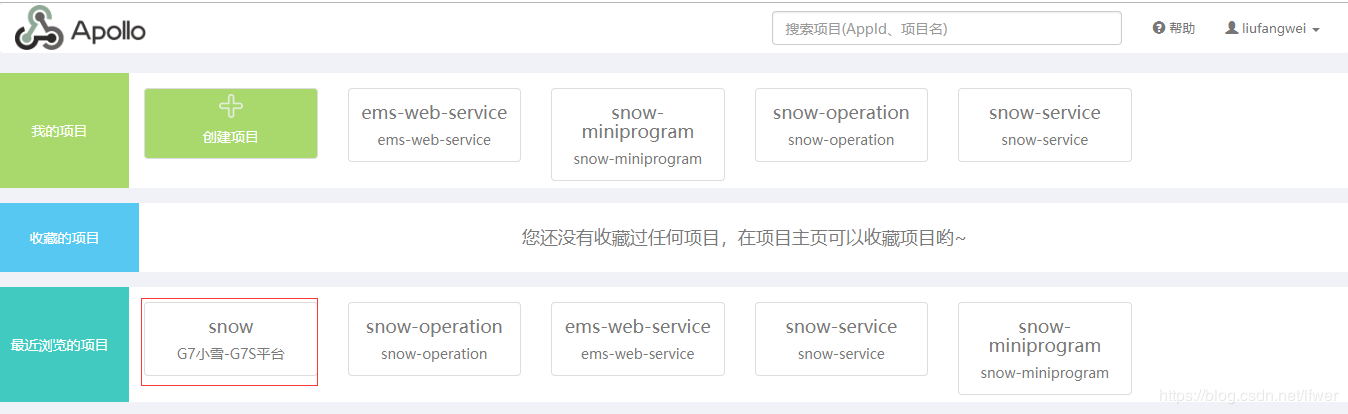 Apollo
搜索项目(AppId、项目名)
帮助
liufangwei
我的项目
创建项目
ems-web-service
ems-web-service
snow-
miniprogram
snow-miniprogram
snow-operation
snow-operation
snow-service
snow-service
收藏的项目
您还没有收藏过任何项目，在项目主页可以收藏项目哟~
最近浏览的项目
snow
G7小雪-G7S平台
snow-operation
snow-operation
ems-web-service
ems-web-service
snow-service
snow-service
snow-
miniprogram
snow-miniprogram
https://blog.csdn.net/lfwer